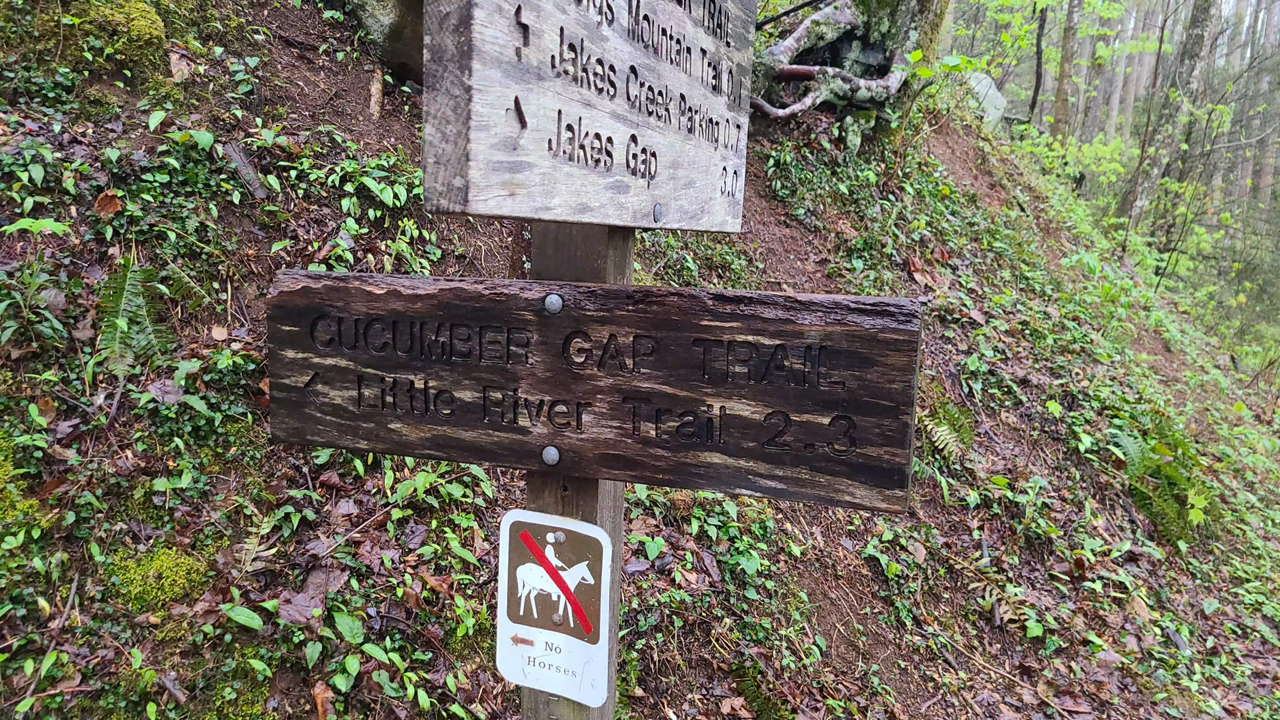 TRAIL
Mountain Trail 0.
Jakes Creek Parking 0.7
Jakes Gap 3.0
CUCUMBER GAP TRAIL
< Little River Trail 2.3
No
Horses